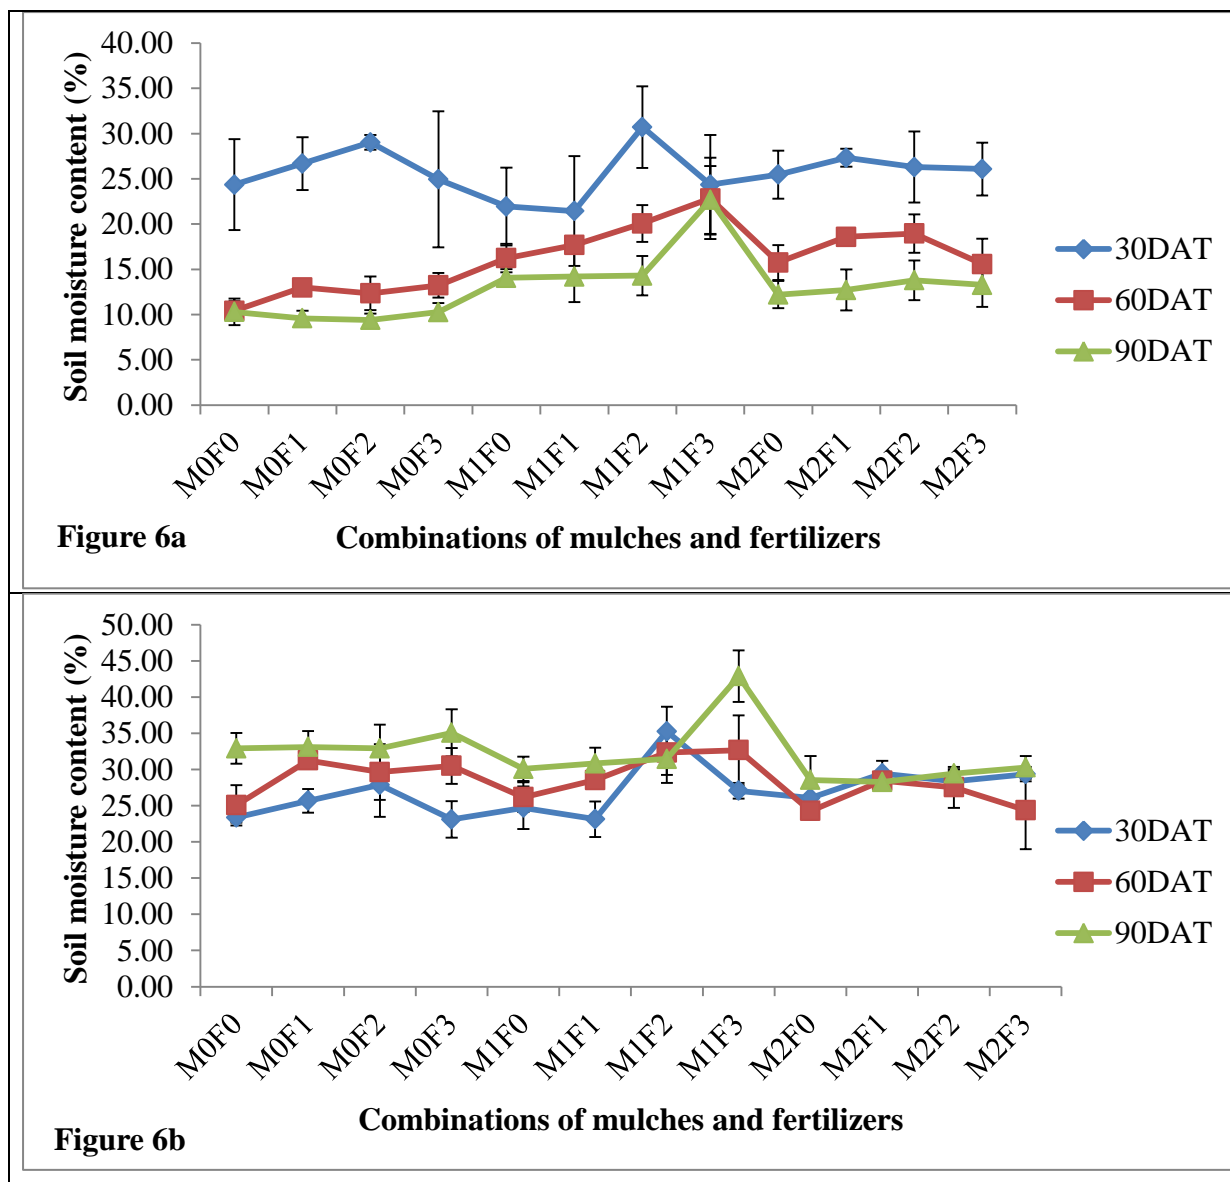 40.00
35.00
30.00
25.00
20.00
15.00
10.00
5.00
0.00
Soil moisture content (%)
M0F0 M0F1 M0F2 M0F3 M1F0 M1F1 M1F2 M1F3 M2F0 M2F1 M2F2 M2F3
30DAT
60DAT
90DAT
Figure 6a
Combinations of mulches and fertilizers
50.00
45.00
40.00
35.00
30.00
25.00
20.00
15.00
10.00
5.00
0.00
Soil moisture content (%)
M0F0 M0F1 M0F2 M0F3 M1F0 M1F1 M1F2 M1F3 M2F0 M2F1 M2F2 M2F3
30DAT
60DAT
90DAT
Combinations of mulches and fertilizers
Figure 6b